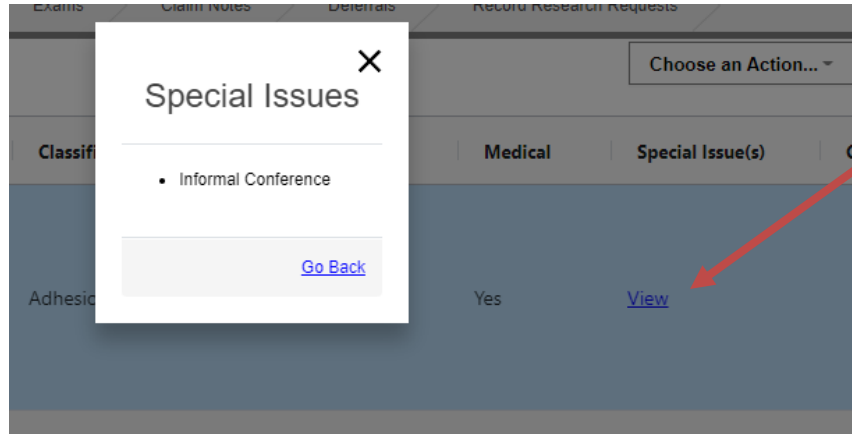 Exams Claim Notes Deferrals Record Research Requests
Choose an Action...
Special Issues
Classifi Medical Special Issue(s)
Informal Conference
Go Back
Adhesic Yes View